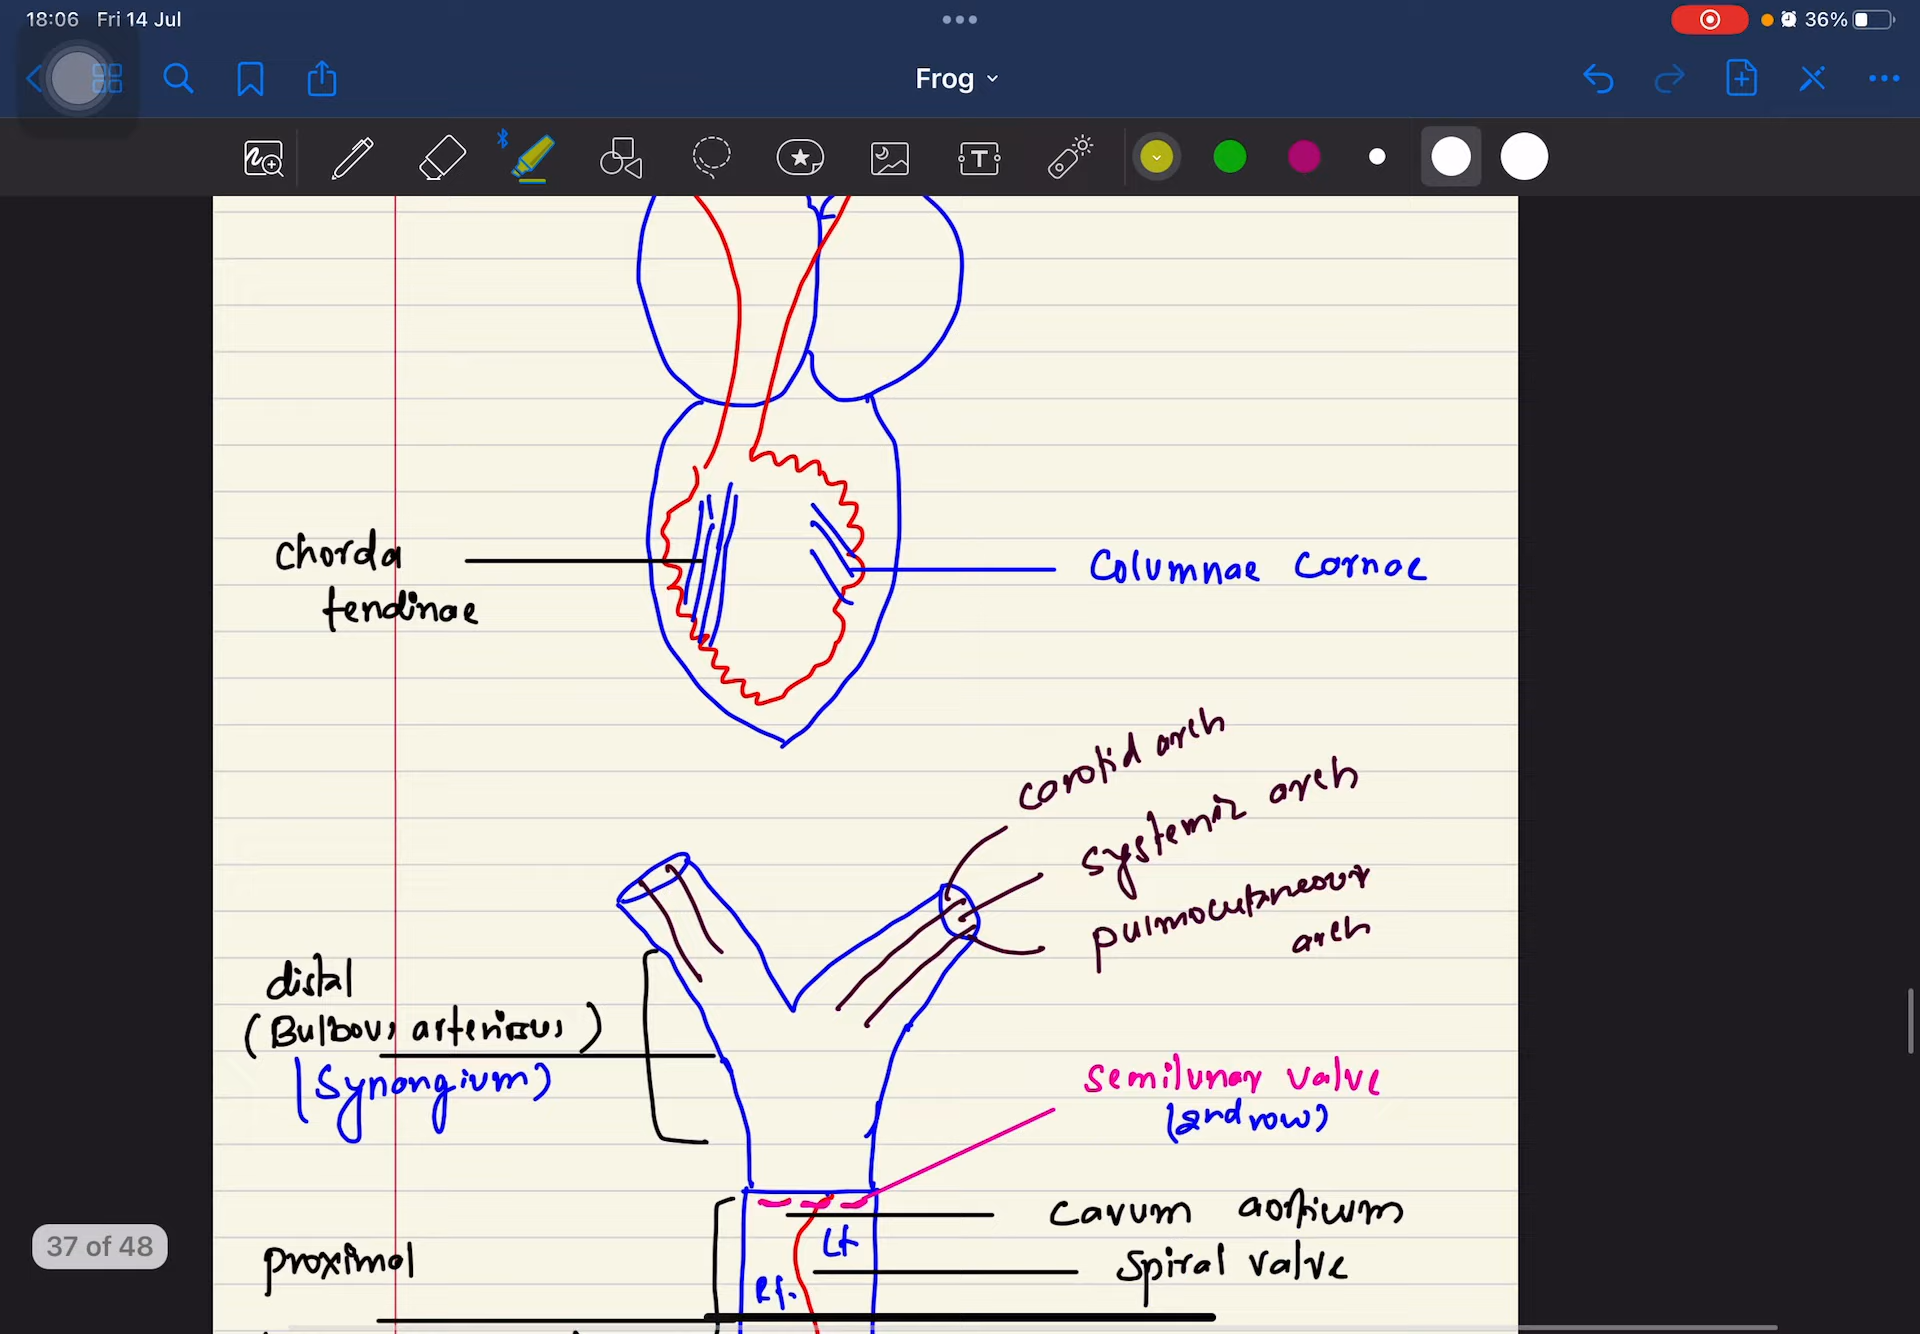 18:06 Fri 14 Jul
36%
Frog
T
Chorda
tendinae
Columnae Cornae
carotid arch
systemic arch
pulmocutaneous
arch
distal
(Bulbous arteriosus)
(Synangium)
semilunar valve
(2nd row)
cavum aorticum
Lt
spiral valve
Rt.
proximal
37 of 48